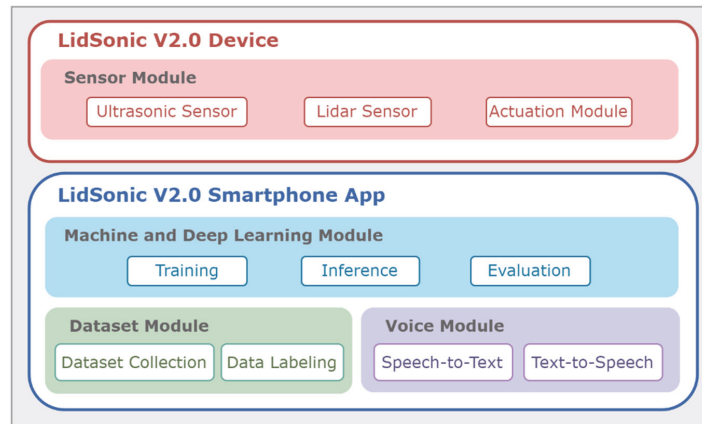 LidSonic V2.0 Device
Sensor Module
Ultrasonic Sensor
Lidar Sensor
Actuation Module
LidSonic V2.0 Smartphone App
Machine and Deep Learning Module
Training
Inference
Evaluation
Dataset Module
Dataset Collection
Data Labeling
Voice Module
Speech-to-Text
Text-to-Speech